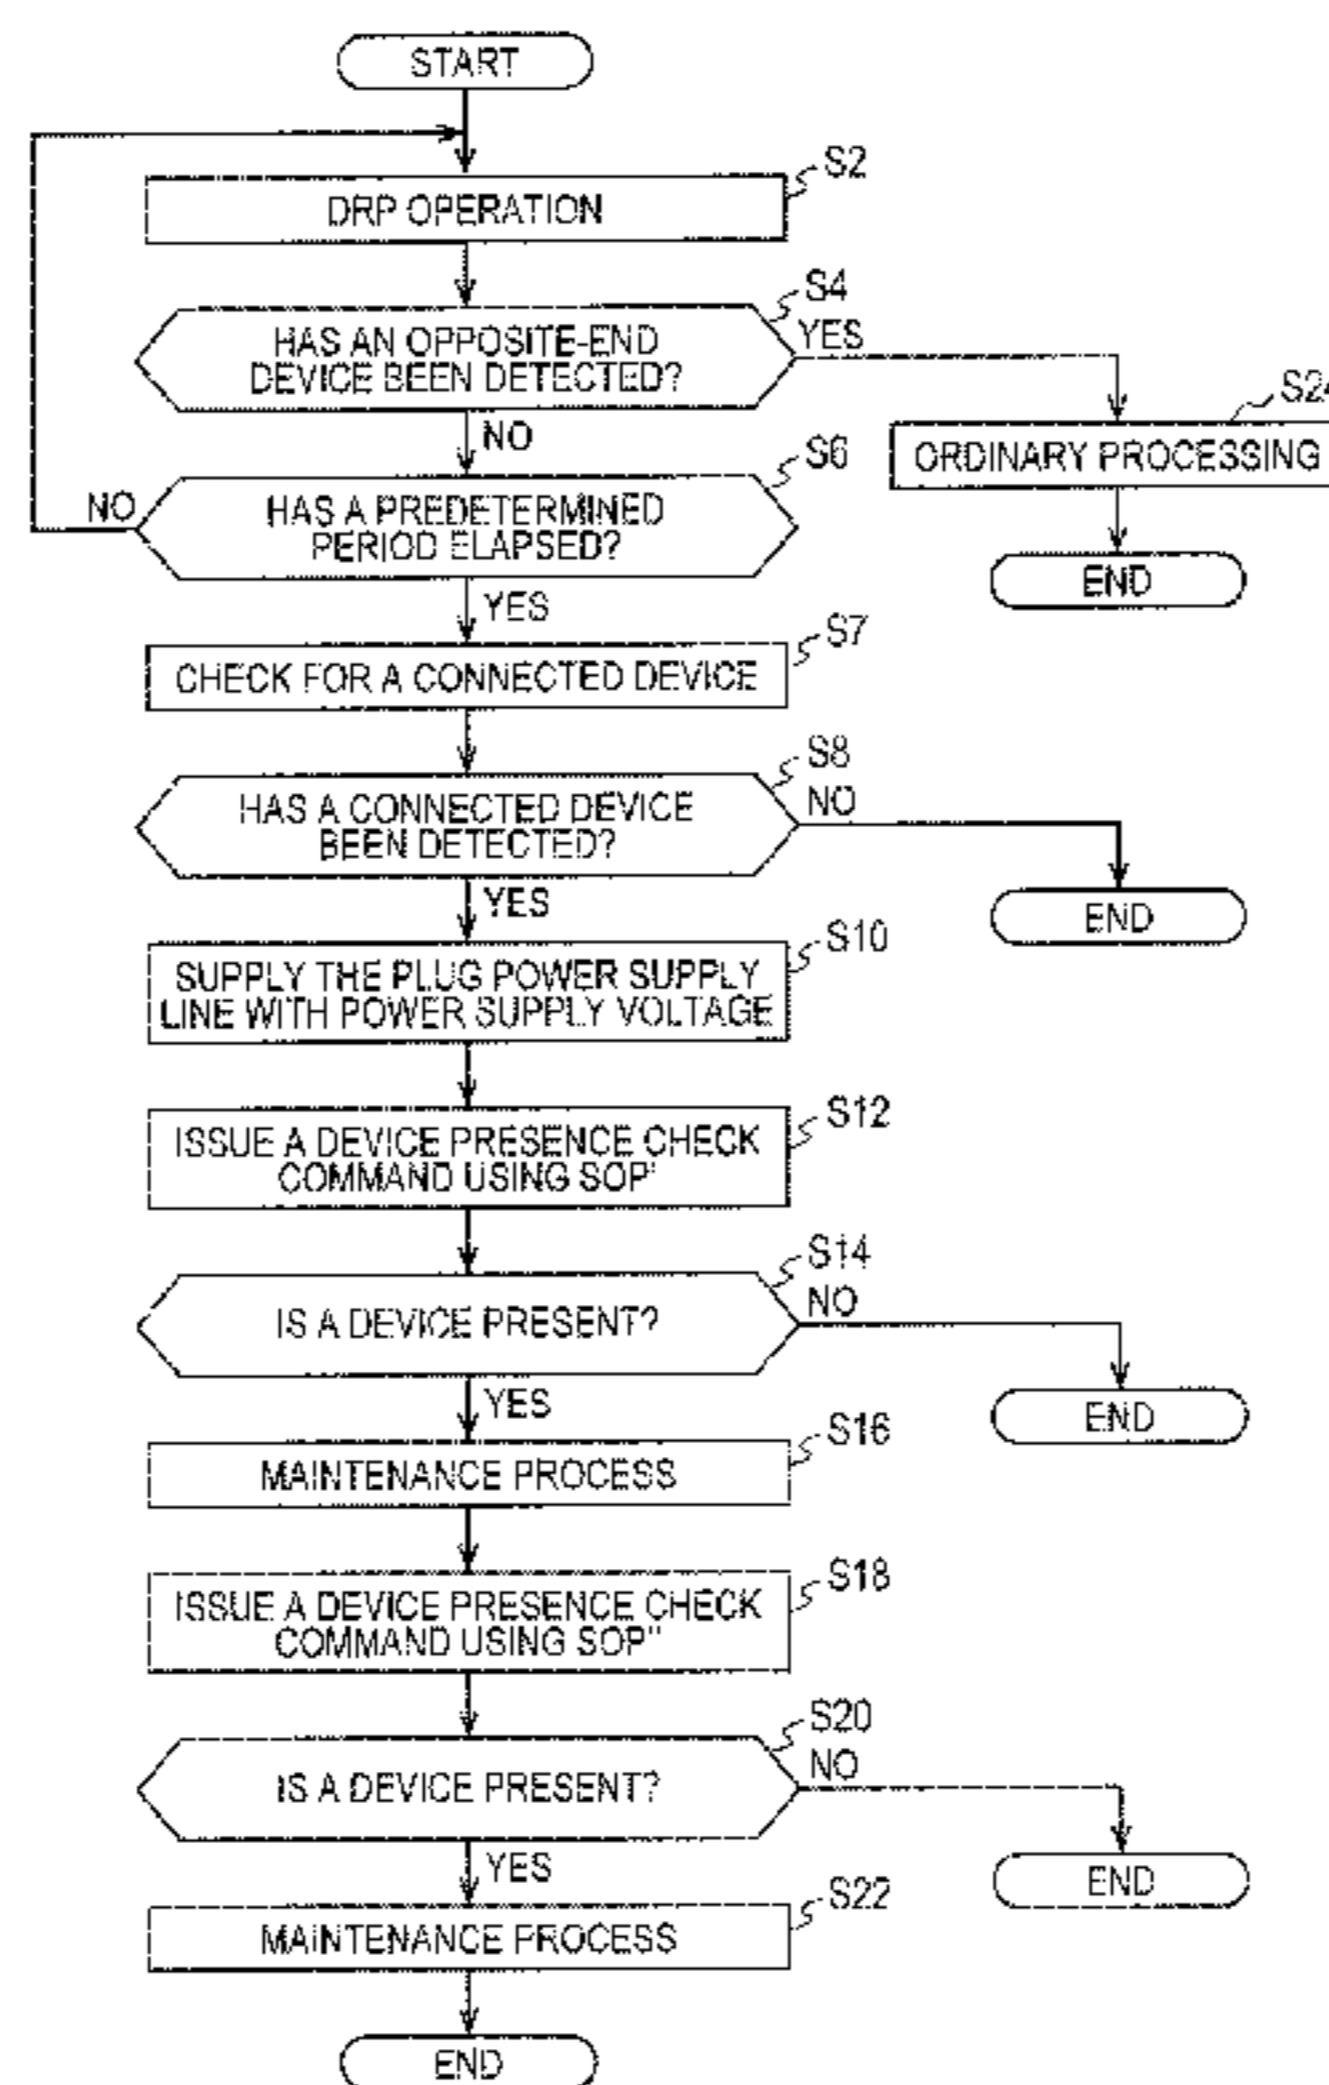 START
S2
DRP OPERATION
S4
HAS AN OPPOSITE-END
DEVICE BEEN DETECTED?
YES
NO
S24
ORDINARY PROCESSING
END
S6
HAS A PREDETERMINED
PERIOD ELAPSED?
NO
YES
S7
CHECK FOR A CONNECTED DEVICE
S8
HAS A CONNECTED DEVICE
BEEN DETECTED?
NO
END
YES
S10
SUPPLY THE PLUG POWER SUPPLY
LINE WITH POWER SUPPLY VOLTAGE
S12
ISSUE A DEVICE PRESENCE CHECK
COMMAND USING SOP'
S14
IS A DEVICE PRESENT?
NO
END
YES
S16
MAINTENANCE PROCESS
S18
ISSUE A DEVICE PRESENCE CHECK
COMMAND USING SOP"
S20
IS A DEVICE PRESENT?
NO
END
YES
S22
MAINTENANCE PROCESS
END